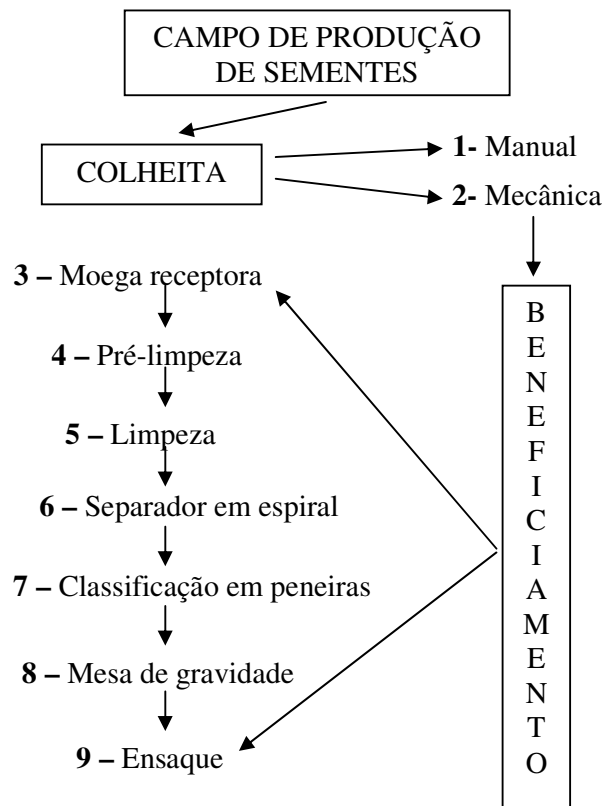 CAMPO DE PRODUÇÃO
DE SEMENTES
COLHEITA
1- Manual
2- Mecânica
3 – Moega receptora
4 – Pré-limpeza
5 – Limpeza
6 – Separador em espiral
7 – Classificação em peneiras
8 – Mesa de gravidade
9 – Ensaque
B
E
N
E
F
I
C
I
A
M
E
N
T
O